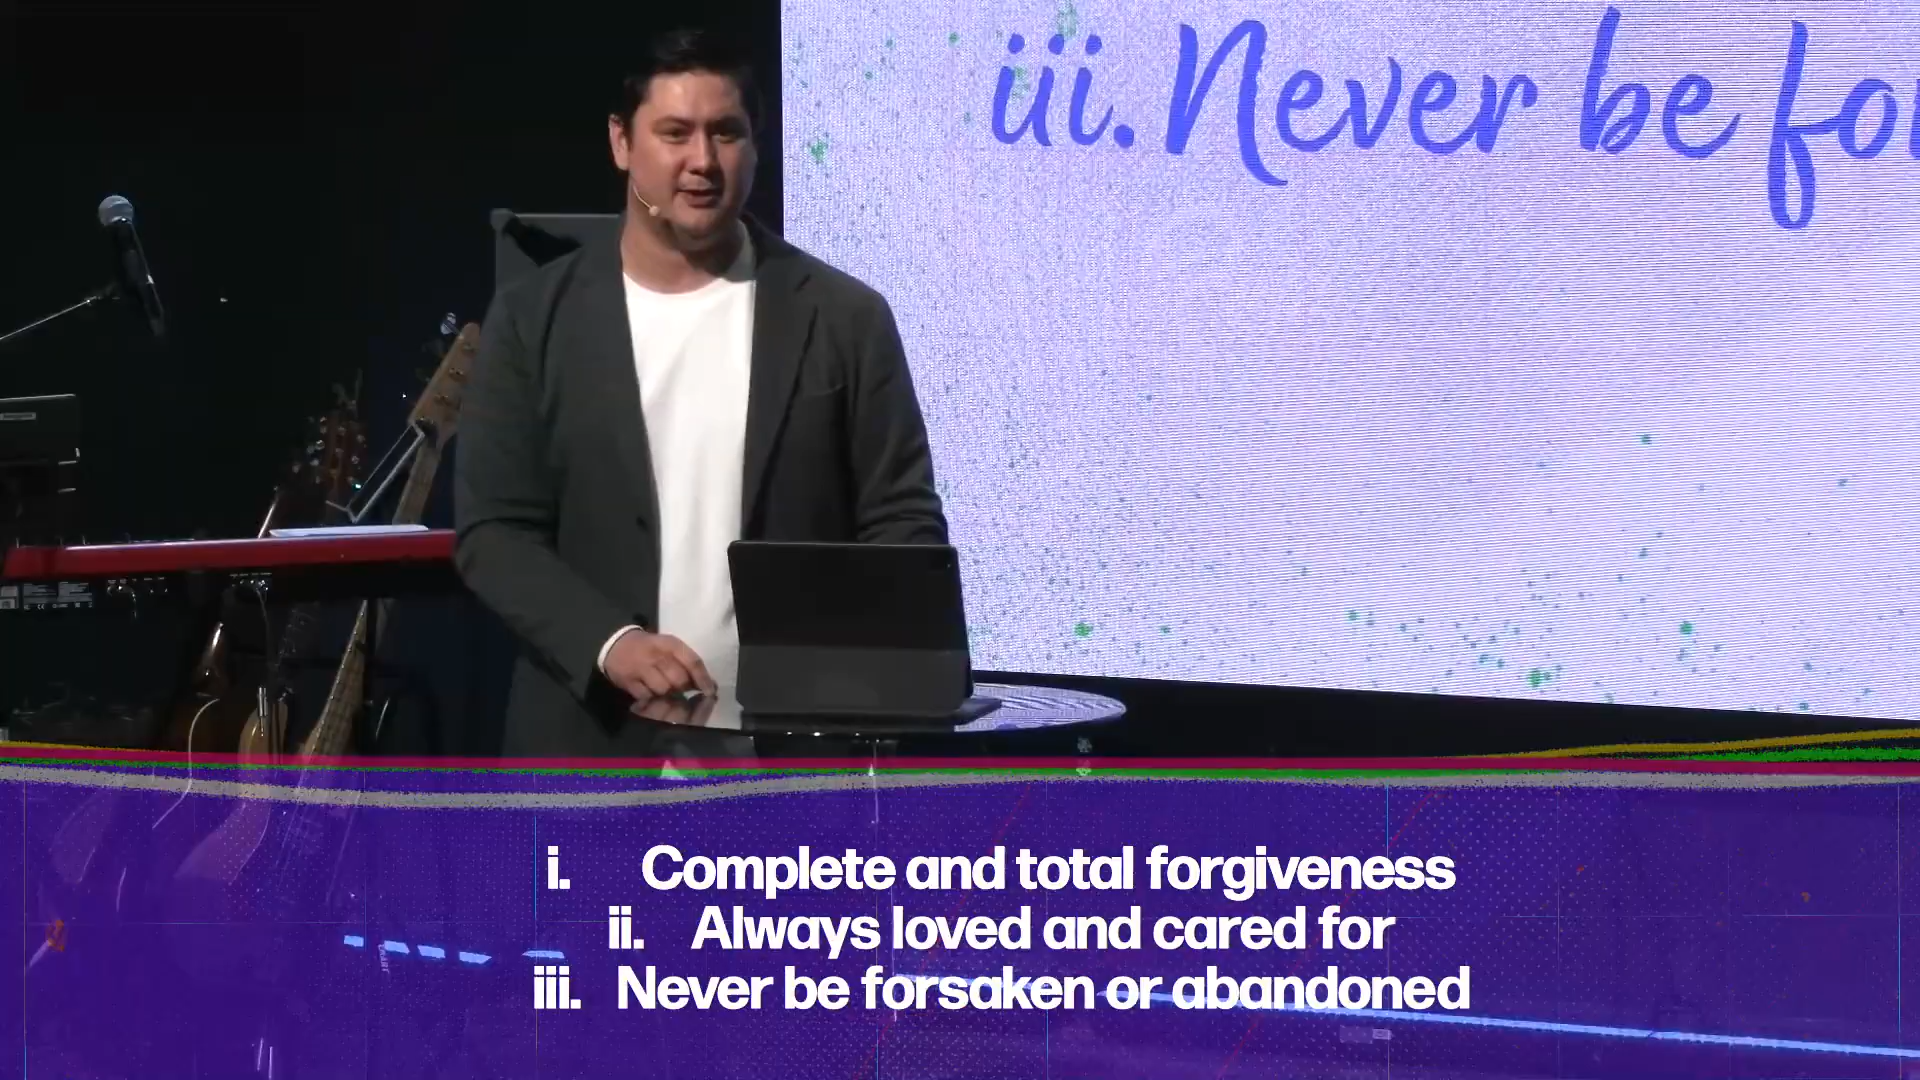 iii. Never be for
i. Complete and total forgiveness
ii. Always loved and cared for
iii. Never be forsaken or abandoned